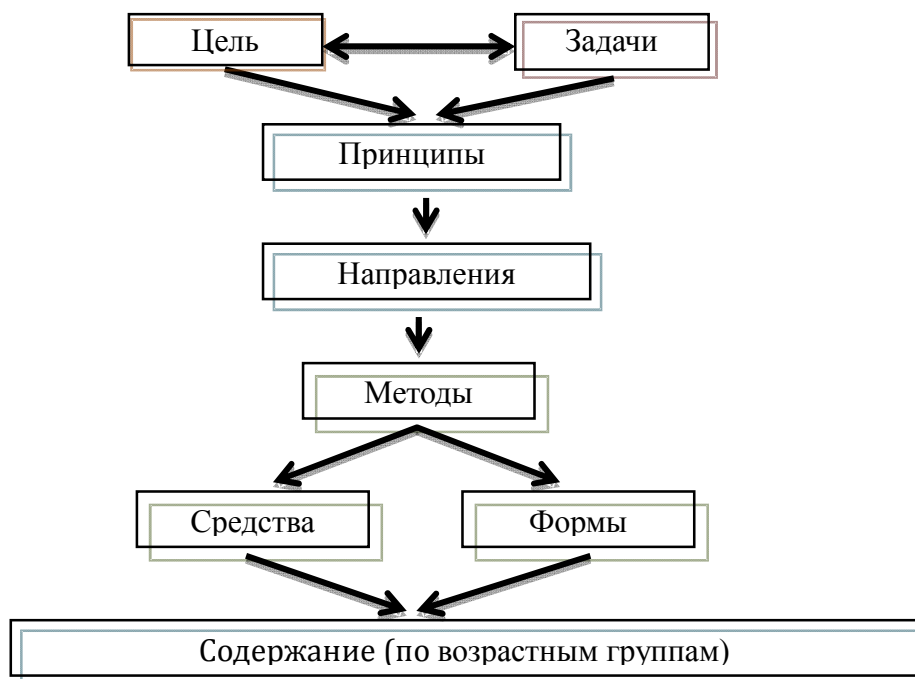 Цель
Задачи
Принципы
Направления
Методы
Средства
Формы
Содержание (по возрастным группам)